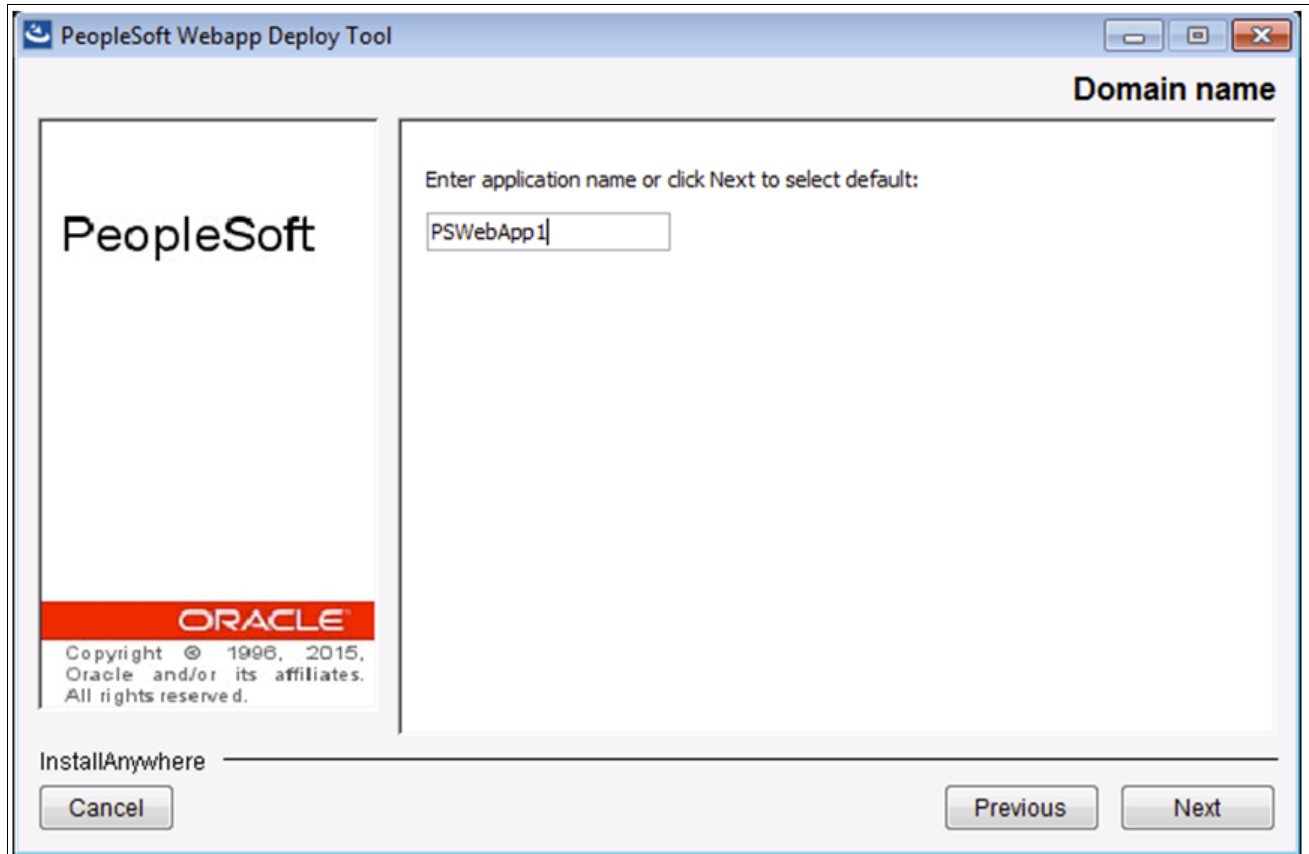 PeopleSoft Webapp Deploy Tool
Domain name
PeopleSoft
ORACLE
Copyright © 1996, 2015,
Oracle and/or its affiliates.
All rights reserved.
Enter application name or click Next to select default:
PSWebApp1
InstallAnywhere
Cancel
Previous
Next